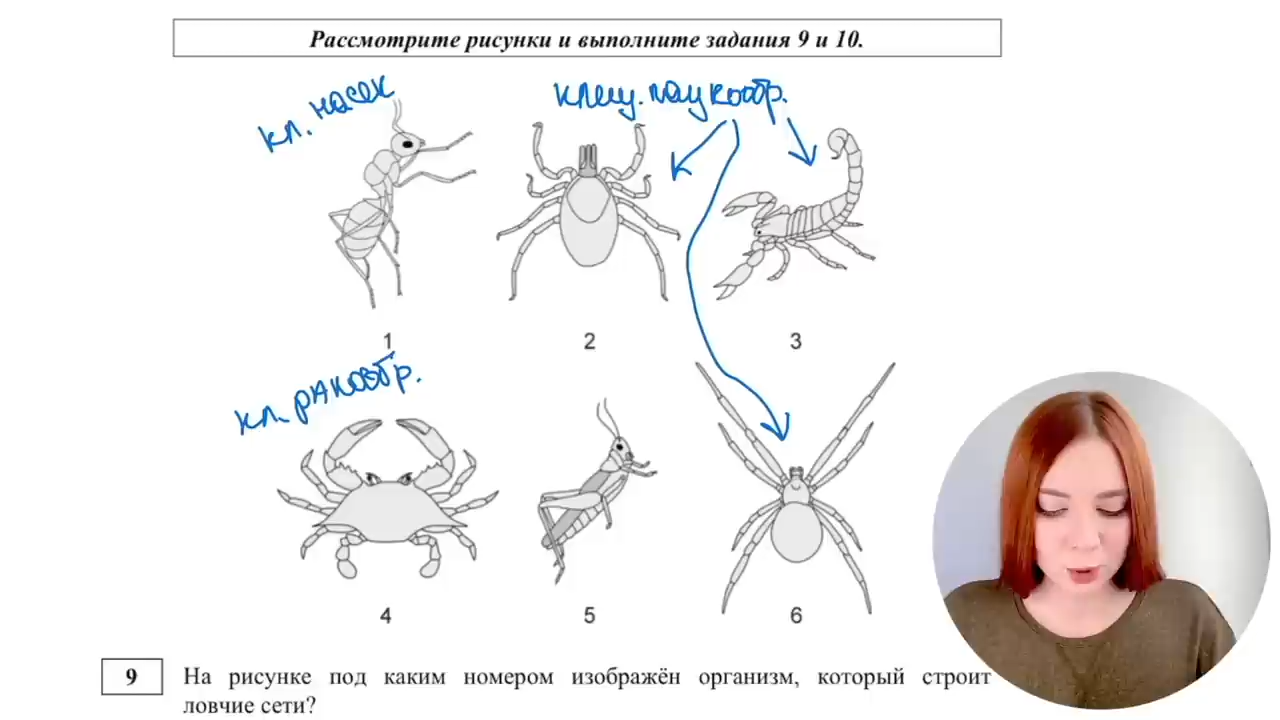 Рассмотрите рисунки и выполните задания 9 и 10.
кл. насек
паукообр.
1
2
3
кл. ракообр.
4
5
6
9 На рисунке под каким номером изображён организм, который строит
ловчие сети?